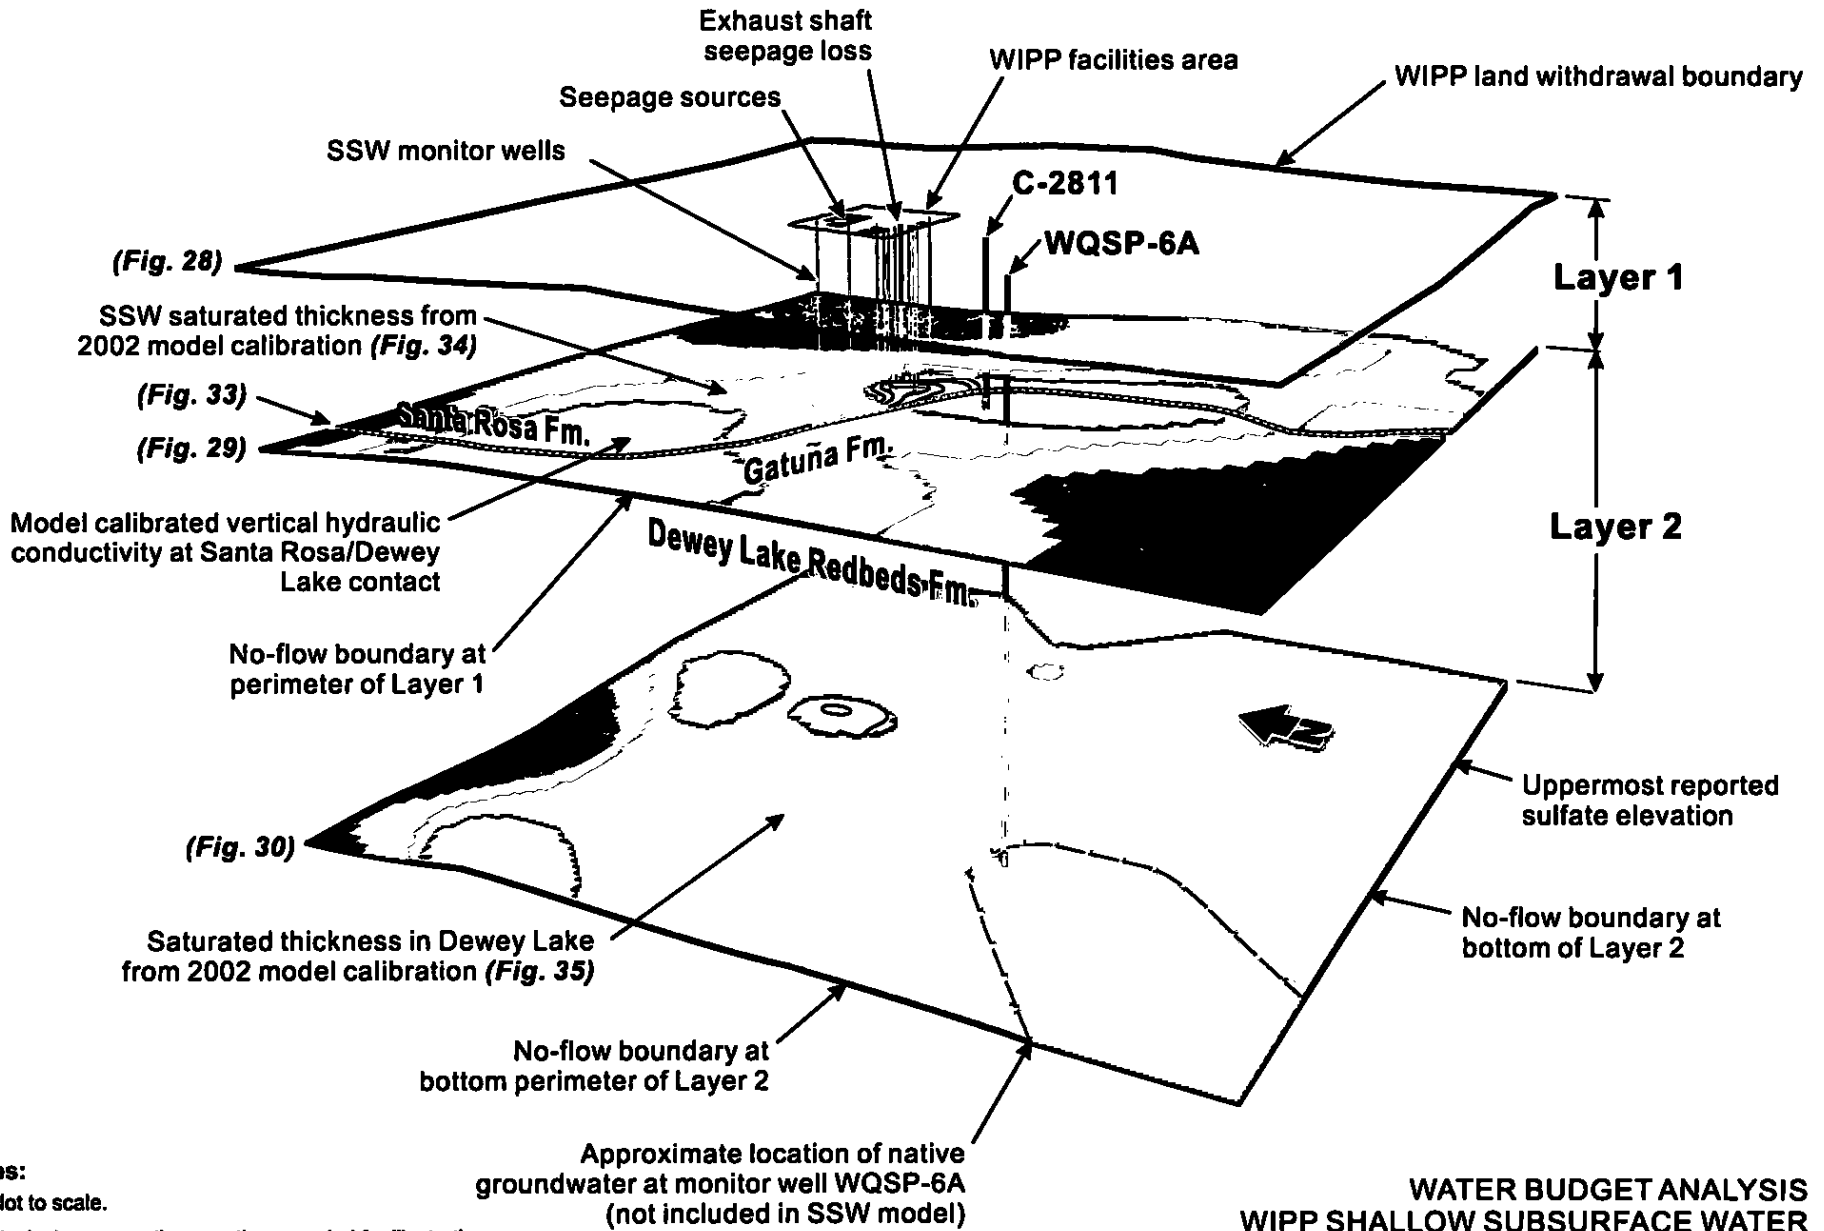 Exhaust shaft
seepage loss
WIPP facilities area
WIPP land withdrawal boundary
Seepage sources
SSW monitor wells
C-2811
WQSP-6A
(Fig. 28)
Layer 1
SSW saturated thickness from
2002 model calibration (Fig. 34)
(Fig. 33)
Santa Rosa Fm.
(Fig. 29)
Gatuña Fm.
Model calibrated vertical hydraulic
conductivity at Santa Rosa/Dewey
Lake contact
Layer 2
Dewey Lake Redbeds Fm.
No-flow boundary at
perimeter of Layer 1
N
Uppermost reported
sulfate elevation
(Fig. 30)
No-flow boundary at
bottom of Layer 2
Saturated thickness in Dewey Lake
from 2002 model calibration (Fig. 35)
No-flow boundary at
bottom perimeter of Layer 2
Approximate location of native
groundwater at monitor well WQSP-6A
(not included in SSW model)
es:
Not to scale.
WATER BUDGET ANALYSIS
WIPP SHALLOW SUBSURFACE WATER